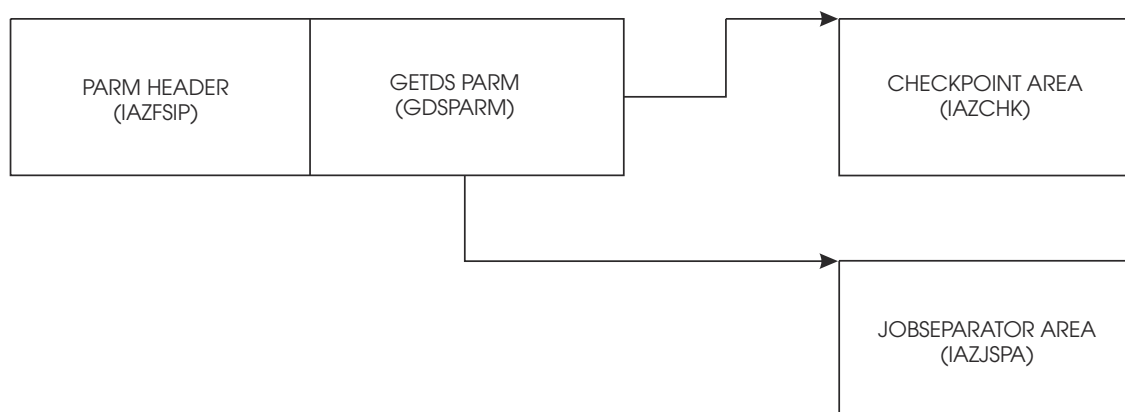 PARM HEADER
(IAZFSIP)
GETDS PARM
(GDSPARM)
CHECKPOINT AREA
(IAZCHK)
JOBSEPARATOR AREA
(IAZJSPA)